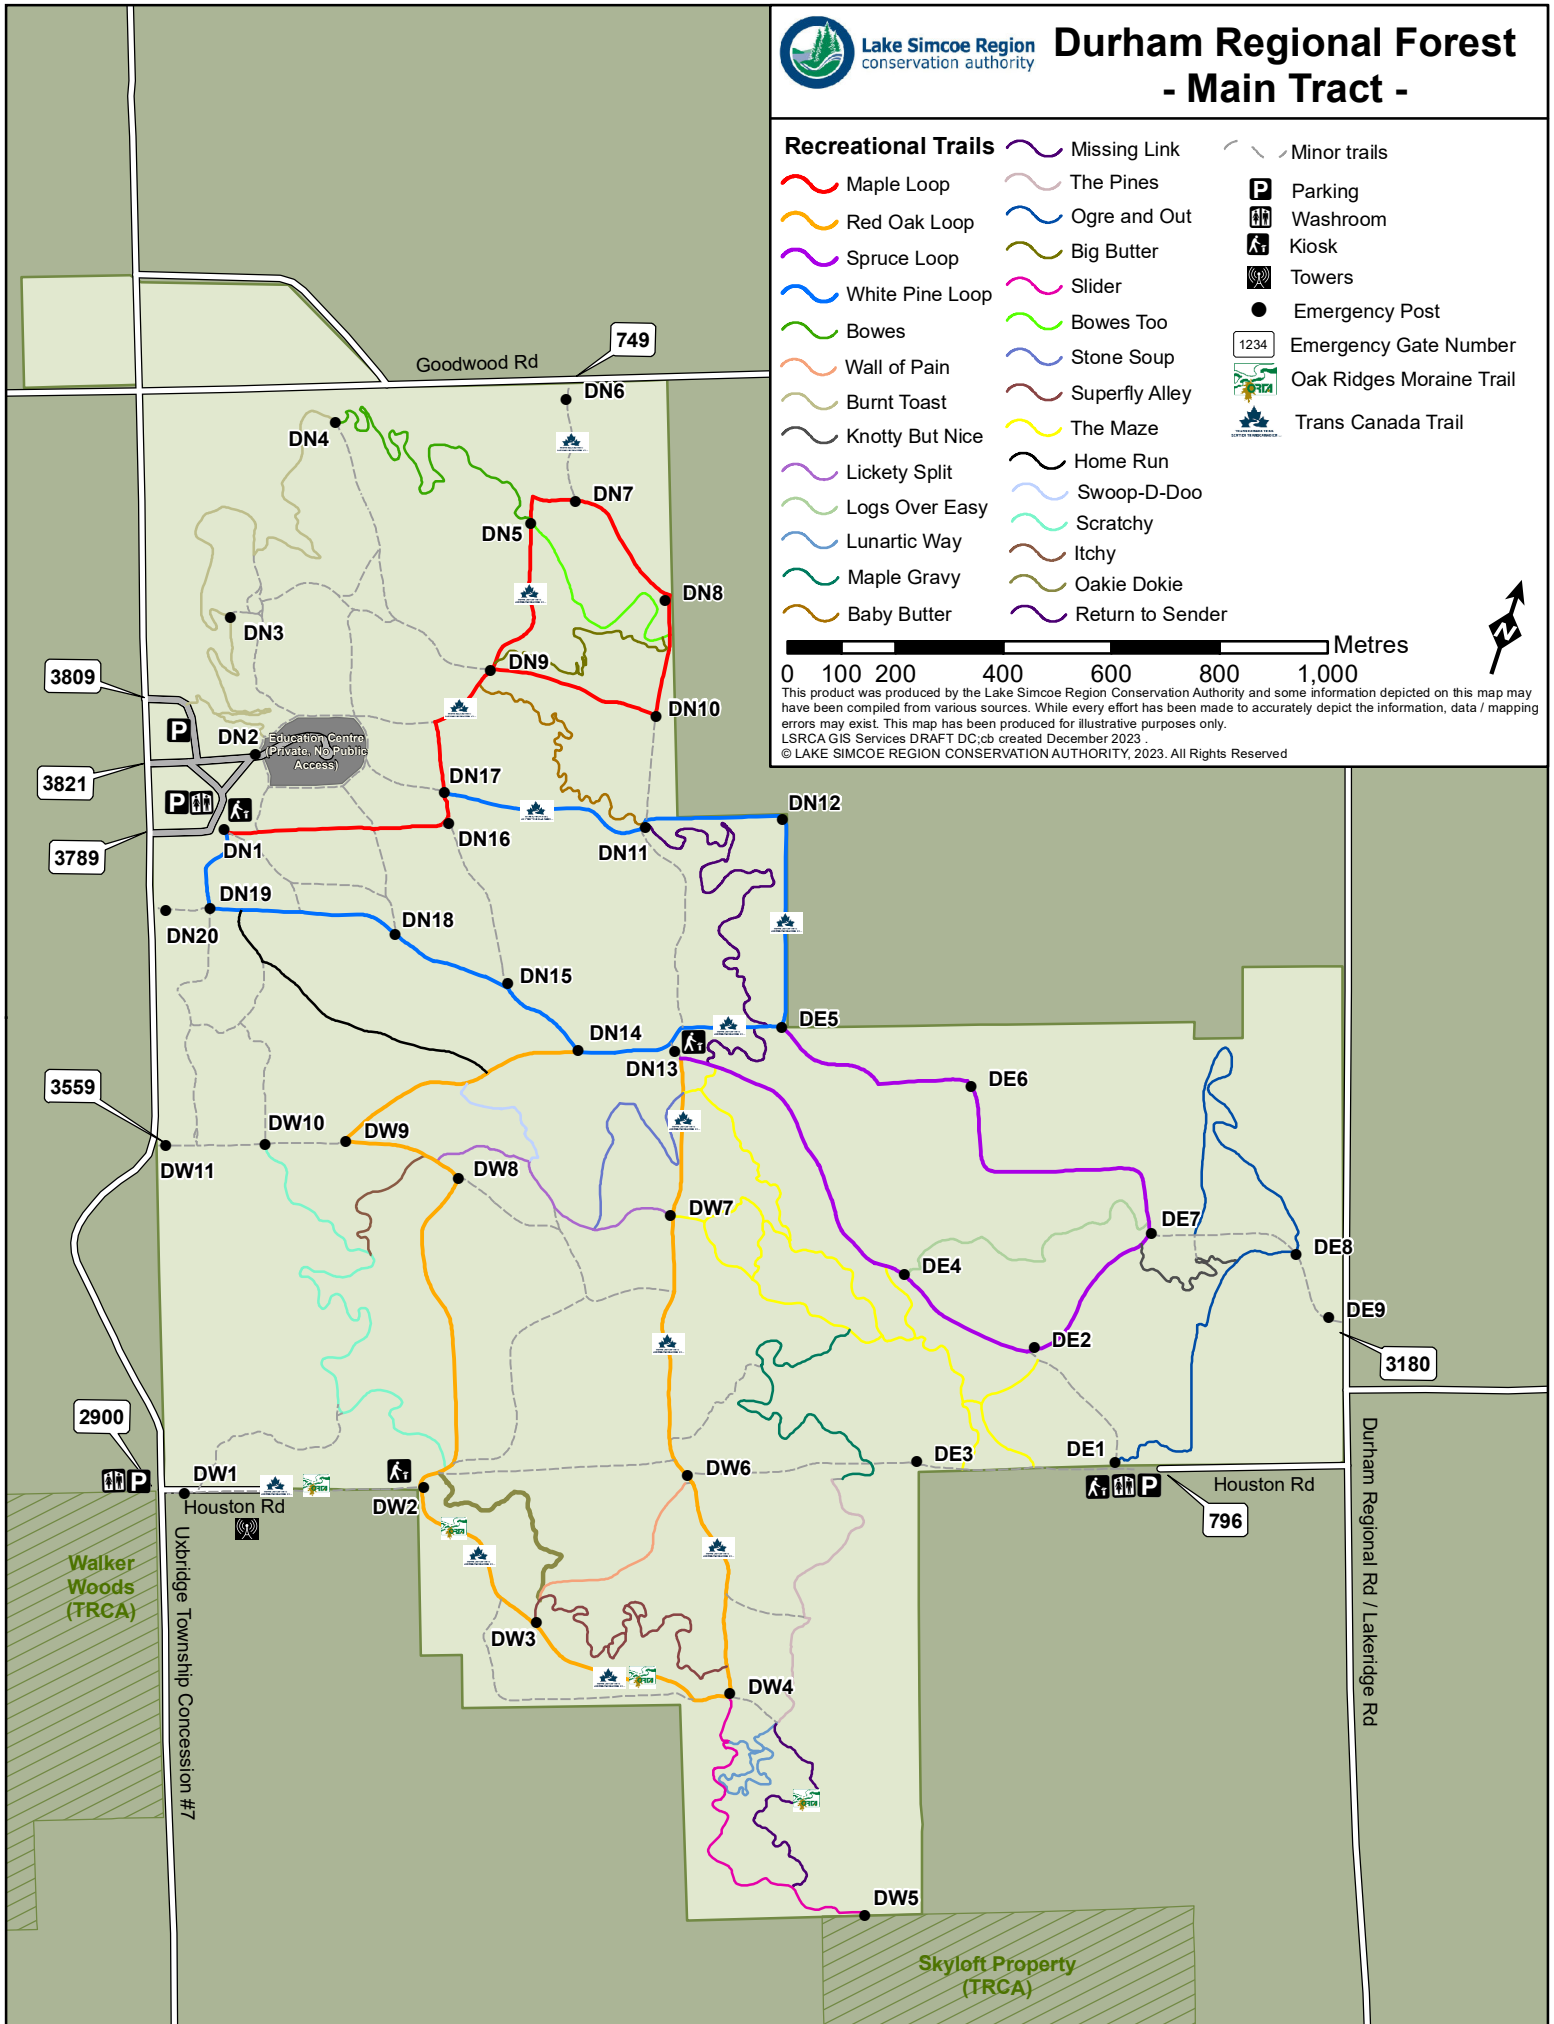 Lake Simcoe Region
conservation authority
Durham Regional Forest
- Main Tract -
Recreational Trails
Maple Loop
Red Oak Loop
Spruce Loop
White Pine Loop
Bowes
Wall of Pain
Burnt Toast
Knotty But Nice
Lickety Split
Logs Over Easy
Lunartic Way
Maple Gravy
Baby Butter
Missing Link
The Pines
Ogre and Out
Big Butter
Slider
Bowes Too
Stone Soup
Superfly Alley
The Maze
Home Run
Swoop-D-Doo
Scratchy
Itchy
Oakie Dokie
Return to Sender
Minor trails
P Parking
Washroom
Kiosk
Towers
Emergency Post
1234 Emergency Gate Number
ORTA Oak Ridges Moraine Trail
Trans Canada Trail
N
Metres
0 100 200 400 600 800 1,000
This product was produced by the Lake Simcoe Region Conservation Authority and some information depicted on this map may
have been compiled from various sources. While every effort has been made to accurately depict the information, data / mapping
errors may exist. This map has been produced for illustrative purposes only.
LSRCA GIS Services DRAFT DC;cb created December 2023 .
© LAKE SIMCOE REGION CONSERVATION AUTHORITY, 2023. All Rights Reserved
749
Goodwood Rd
DN6
DN4
DN7
DN5
DN8
DN3
DN9
3809
P
DN10
DN2
Education Centre
(Private, No Public
Access)
3821
DN17
P
DN12
3789
DN1
DN16
DN11
DN19
DN18
DN20
DN15
DE5
DN14
DN13
DE6
3559
DW10
DW9
DW11
DW8
DW7
DE7
DE8
DE4
DE9
DE2
3180
2900
DE3
DE1
DW1
DW6
P
DW2
P
Houston Rd
Houston Rd
ORTA
796
ORTA
Walker
Woods
(TRCA)
Uxbridge Township Concession #7
Durham Regional Rd / Lakeridge Rd
DW3
ORTA
DW4
ORTA
DW5
Skyloft Property
(TRCA)